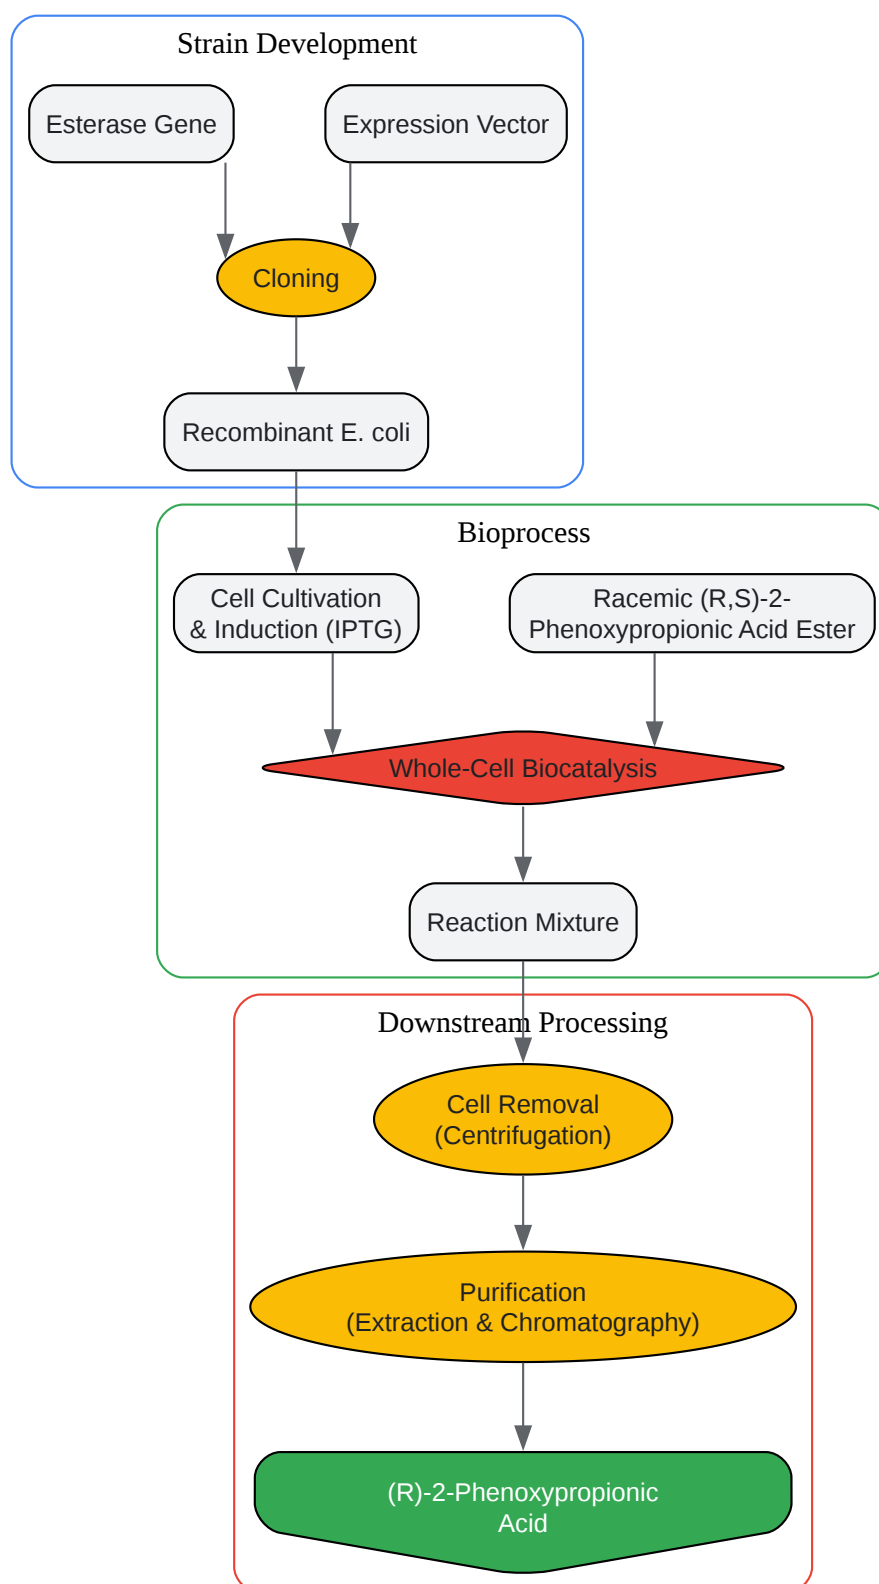 Strain Development
Esterase Gene
Expression Vector
Cloning
Recombinant E. coli
Bioprocess
Cell Cultivation
& Induction (IPTG)
Racemic (R,S)-2-
Phenoxypropionic Acid Ester
Whole-Cell Biocatalysis
Reaction Mixture
Downstream Processing
Cell Removal
(Centrifugation)
Purification
(Extraction & Chromatography)
(R)-2-Phenoxypropionic
Acid